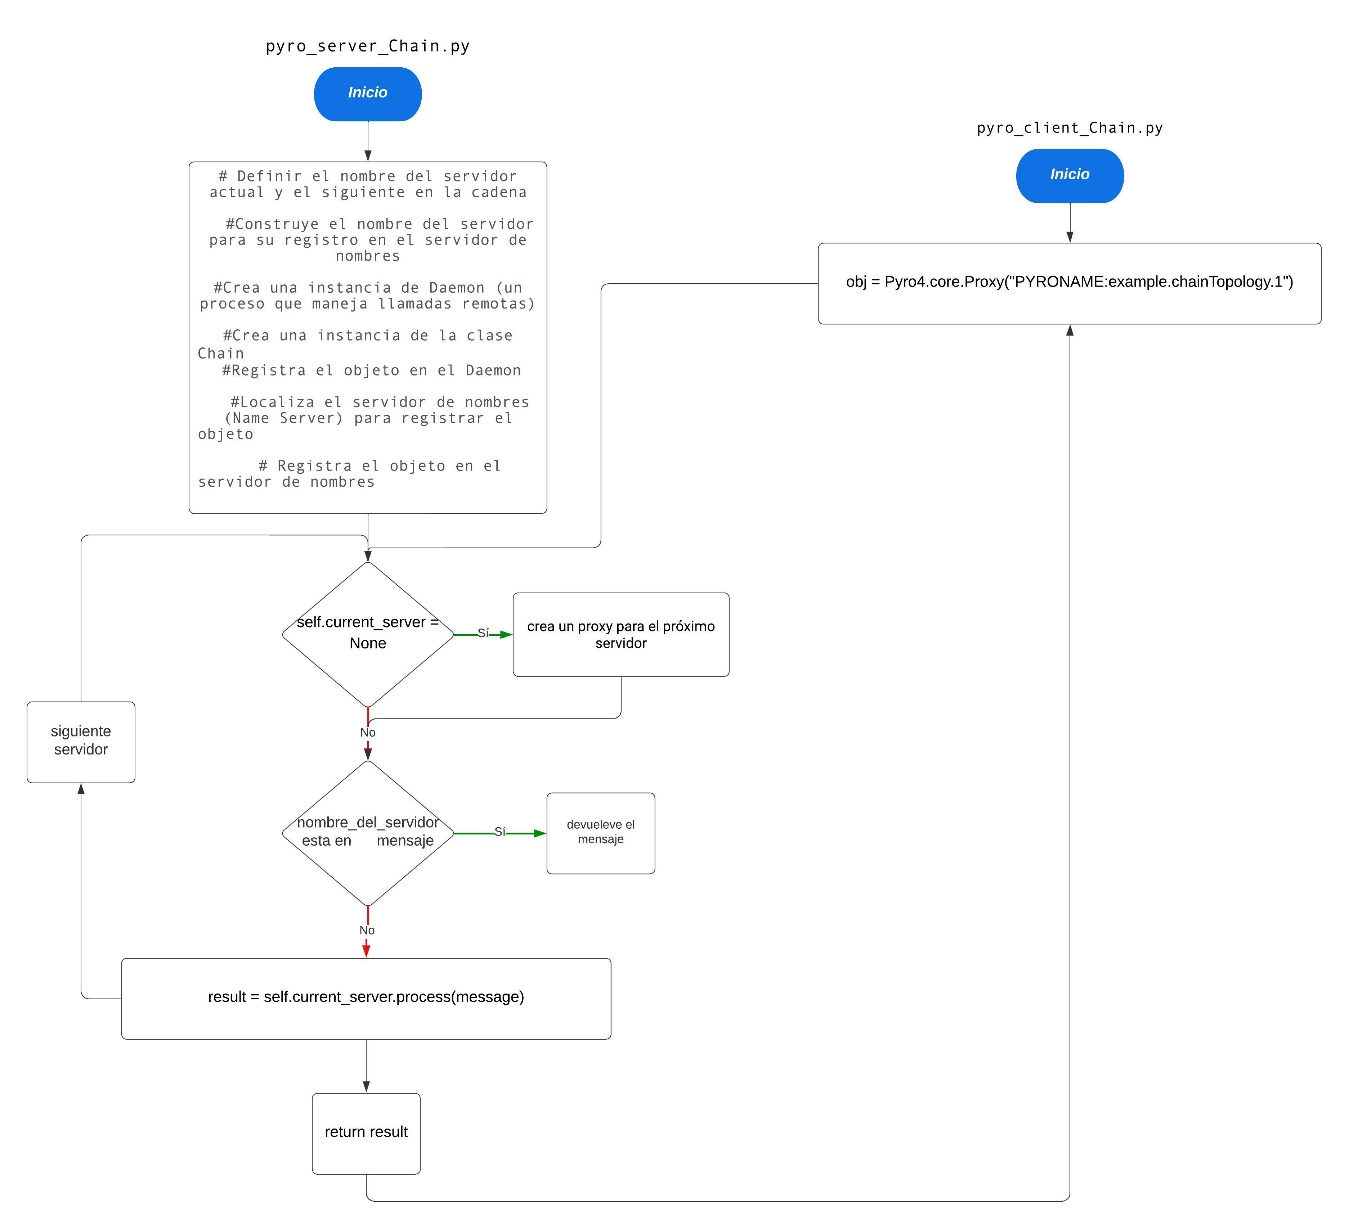 pyro_server_Chain.py
Inicio
# Definir el nombre del servidor
actual y el siguiente en la cadena
#Construye el nombre del servidor
para su registro en el servidor de
nombres
#Crea una instancia de Daemon (un
proceso que maneja llamadas remotas)
#Crea una instancia de la clase
Chain
#Registra el objeto en el Daemon
#Localiza el servidor de nombres
(Name Server) para registrar el
objeto
# Registra el objeto en el
servidor de nombres
pyro_client_Chain.py
Inicio
obj = Pyro4.core.Proxy("PYRONAME:example.chainTopology.1")
self.current_server =
None
Sí
crea un proxy para el próximo
servidor
No
siguiente
servidor
nombre_del_servidor
esta en mensaje
Sí
devueleve el
mensaje
No
result = self.current_server.process(message)
return result